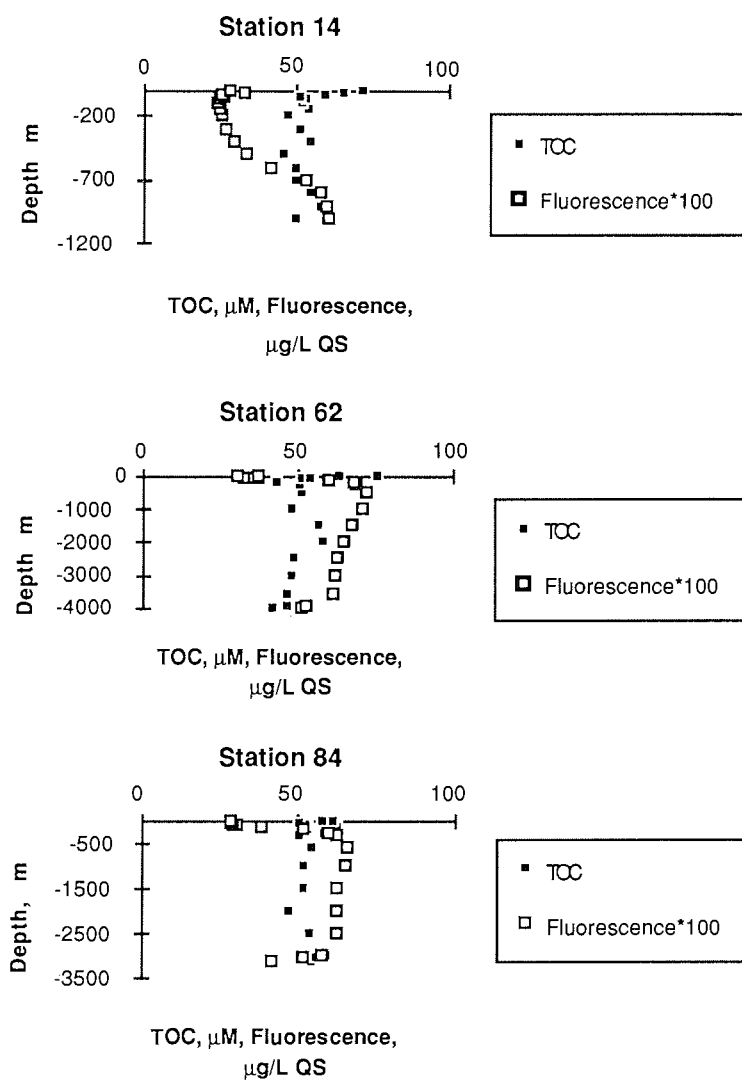 Station 14
0 50 100
-200
-700
-1200
Depth m
TOC
Fluorescence*100
TOC, µM, Fluorescence,
µg/L QS
Station 62
0 50 100
0
-1000
-2000
-3000
-4000
Depth m
TOC
Fluorescence*100
TOC, µM, Fluorescence,
µg/L QS
Station 84
0 50 100
-500
-1500
-2500
-3500
Depth, m
TOC
Fluorescence*100
TOC, µM, Fluorescence,
µg/L QS